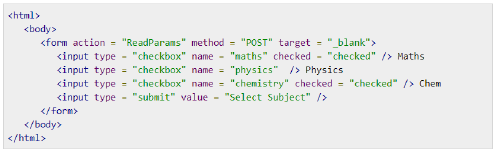 <html>
<body>
<form action = "ReadParams" method = "POST" target = "_blank">
<input type = "checkbox" name = "maths" checked = "checked" /> Maths
<input type = "checkbox" name = "physics"  /> Physics
<input type = "checkbox" name = "chemistry" checked = "checked" /> Chem
<input type = "submit" value = "Select Subject" />
</form>
</body>
</html>